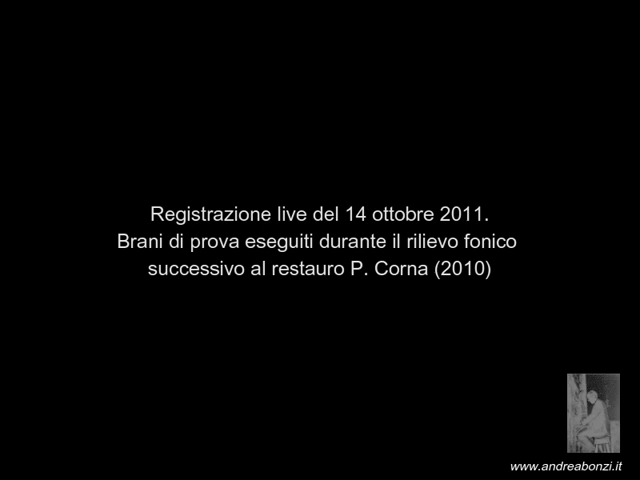 Registrazione live del 14 ottobre 2011.
Brani di prova eseguiti durante il rilievo fonico
successivo al restauro P. Corna (2010)
www.andreabonzi.it